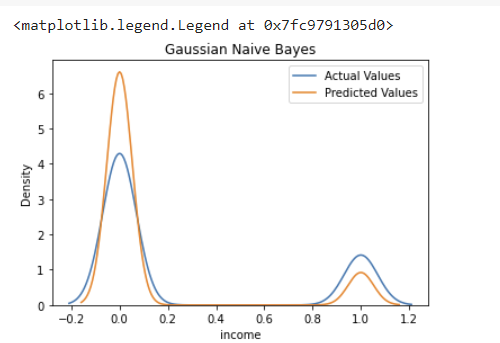 <matplotlib.legend.Legend at 0x7fc9791305d0>
Gaussian Naive Bayes
Actual Values
Predicted Values
6
5
4
3
2
1
0
Density
−0.2 0.0 0.2 0.4 0.6 0.8 1.0 1.2
income